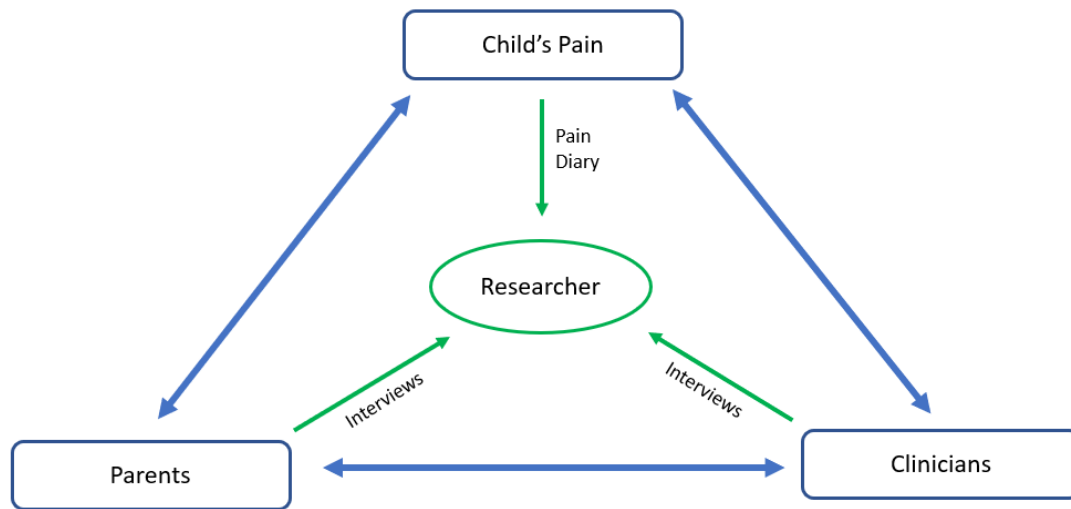 Child’s Pain
Pain
Diary
Researcher
Interviews
Interviews
Parents
Clinicians